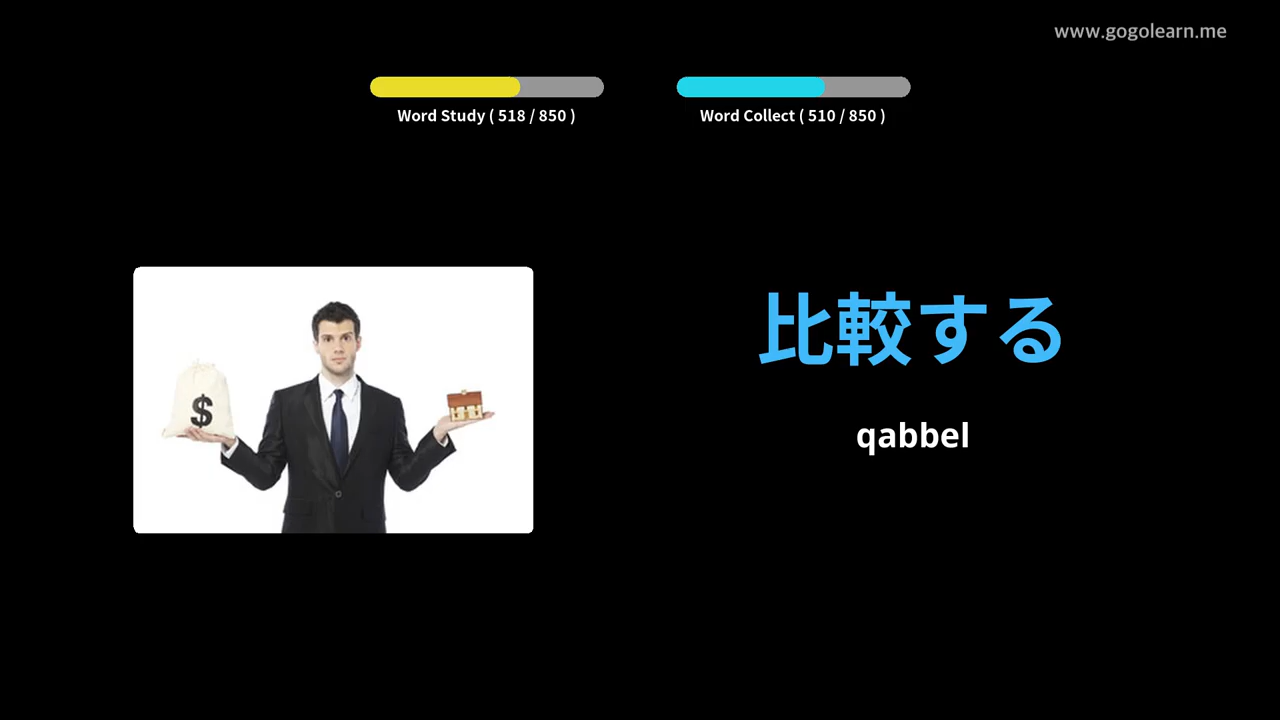 www.gogolearn.me
Word Study ( 518 / 850 )
Word Collect ( 510 / 850 )
$
比較する
qabbel